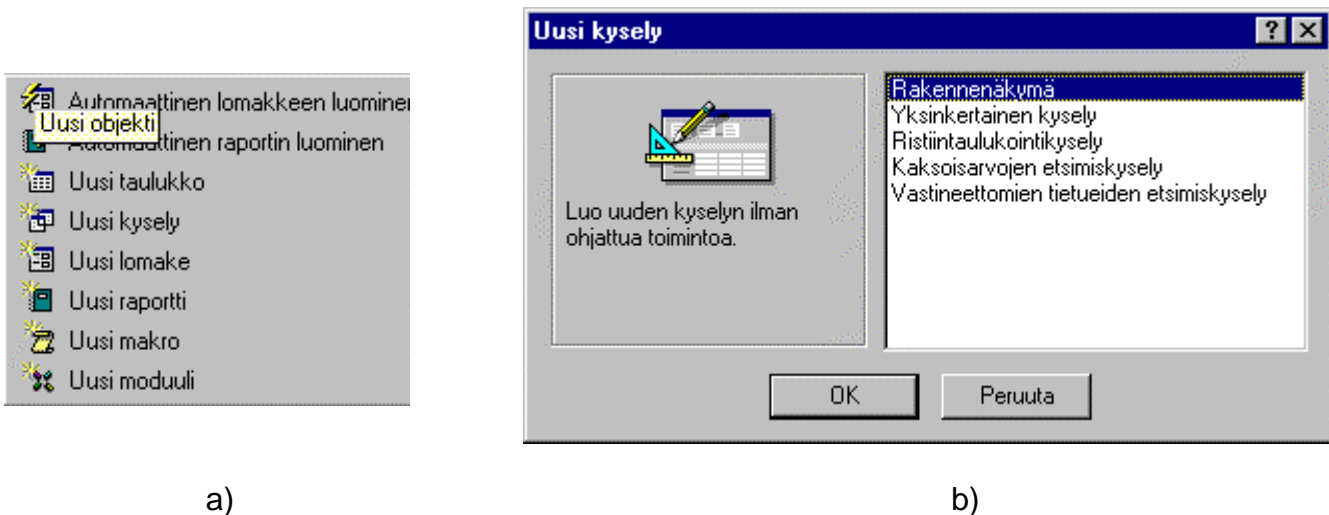 Automaattinen lomakkeen luominen
Uusi objekti
Automaattinen raportin luominen
Uusi taulukko
Uusi kysely
Uusi lomake
Uusi raportti
Uusi makro
Uusi moduuli
a)
Uusi kysely
Luo uuden kyselyn ilman
ohjattua toimintoa.
Rakennenäkymä
Yksinkertainen kysely
Ristiintaulukointikysely
Kaksoisarvojen etsimiskysely
Vastineettomien tietueiden etsimiskysely
OK
Peruuta
b)